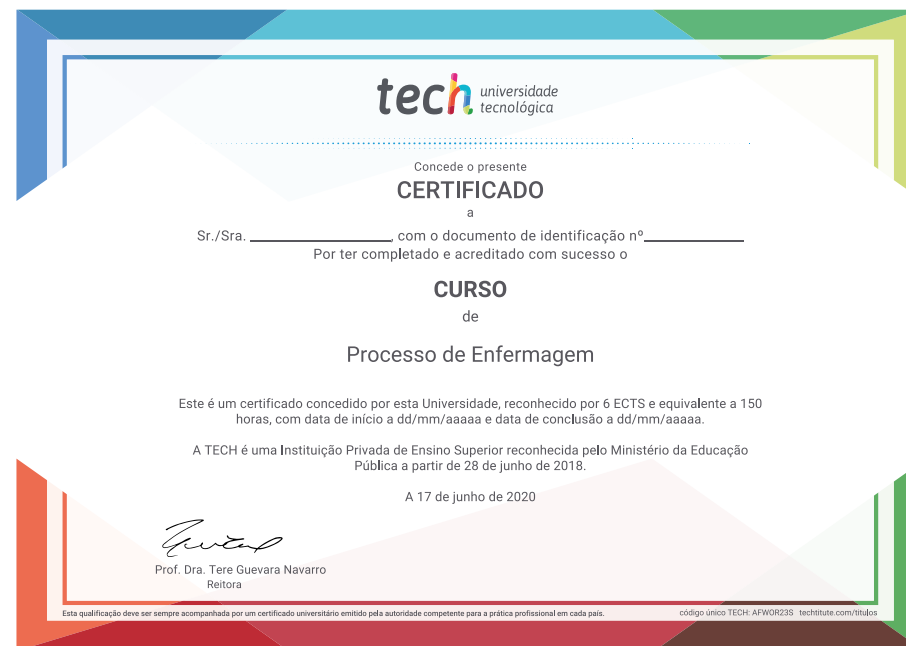 tech universidade
tecnológica
Concede o presente
CERTIFICADO
a
Sr./Sra. ____________________, com o documento de identificação nº______________
Por ter completado e acreditado com sucesso o
CURSO
de
Processo de Enfermagem
Este é um certificado concedido por esta Universidade, reconhecido por 6 ECTS e equivalente a 150
horas, com data de início a dd/mm/aaaaa e data de conclusão a dd/mm/aaaaa.
A TECH é uma Instituição Privada de Ensino Superior reconhecida pelo Ministério da Educação
Pública a partir de 28 de junho de 2018.
A 17 de junho de 2020
Prof. Dra. Tere Guevara Navarro
Reitora
Esta qualificação deve ser sempre acompanhada por um certificado universitário emitido pela autoridade competente para a prática profissional em cada país.
código único TECH: AFWOR23S techtitute.com/titulos